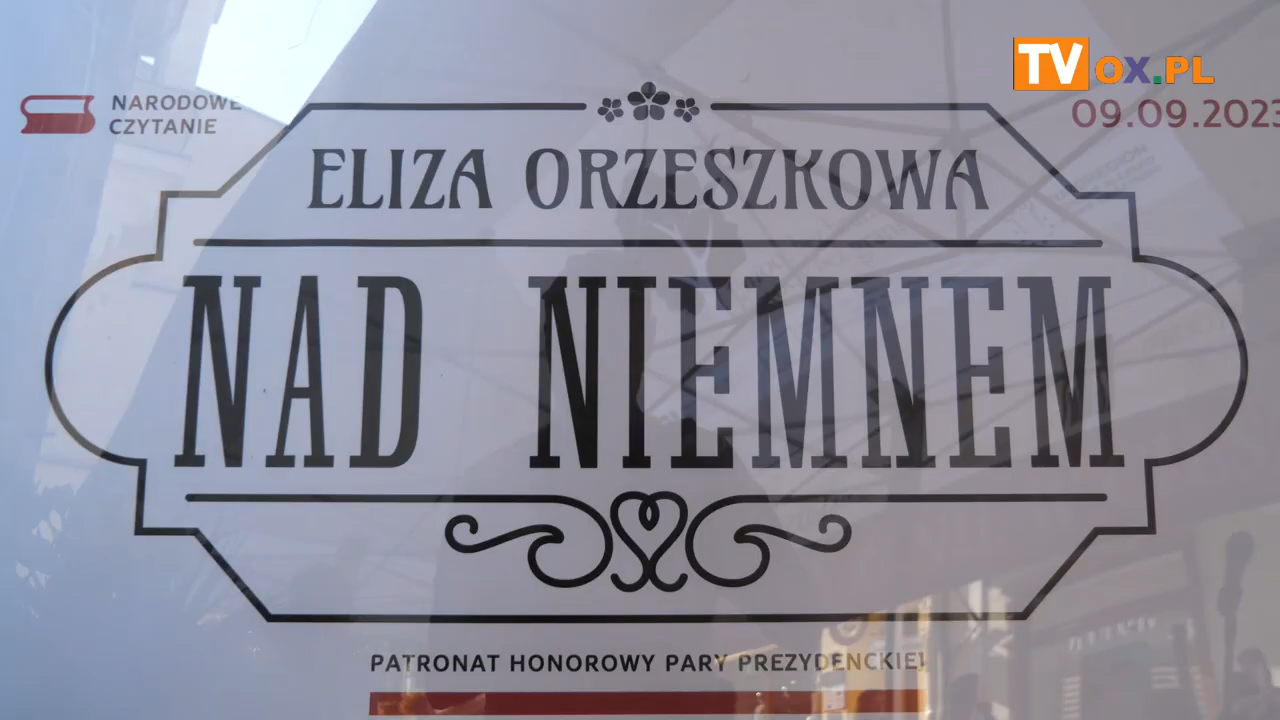 TVOX.PL
NARODOWE
CZYTANIE
09.09.2023
ELIZA ORZESZKOWA
NAD NIEMNEM
PATRONAT HONOROWY PARY PREZYDENCKIEJ